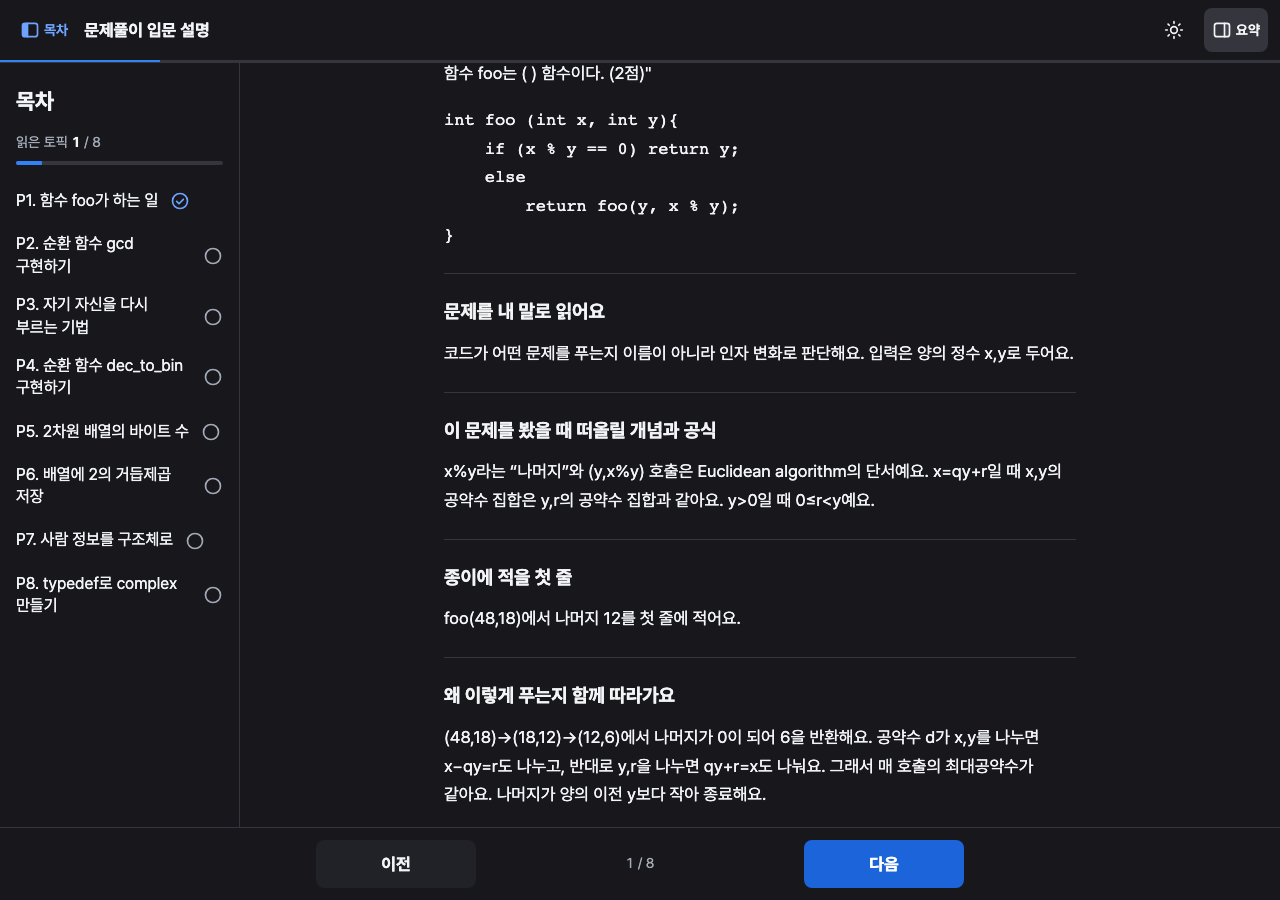 목차 문제풀이 입문 설명
요약
목차
읽은 토픽 1 / 8
P1. 함수 foo가 하는 일
P2. 순환 함수 gcd
구현하기
P3. 자기 자신을 다시
부르는 기법
P4. 순환 함수 dec_to_bin
구현하기
P5. 2차원 배열의 바이트 수
P6. 배열에 2의 거듭제곱
저장
P7. 사람 정보를 구조체로
P8. typedef로 complex
만들기
함수 foo는 ( ) 함수이다. (2점)"
int foo (int x, int y){
    if (x % y == 0) return y;
    else
        return foo(y, x % y);
}
문제를 내 말로 읽어요
코드가 어떤 문제를 푸는지 이름이 아니라 인자 변화로 판단해요. 입력은 양의 정수 x,y로 두어요.
이 문제를 봤을 때 떠올릴 개념과 공식
x%y라는 “나머지”와 (y,x%y) 호출은 Euclidean algorithm의 단서예요. x=qy+r일 때 x,y의
공약수 집합은 y,r의 공약수 집합과 같아요. y>0일 때 0≤r<y예요.
종이에 적을 첫 줄
foo(48,18)에서 나머지 12를 첫 줄에 적어요.
왜 이렇게 푸는지 함께 따라가요
(48,18)→(18,12)→(12,6)에서 나머지가 0이 되어 6을 반환해요. 공약수 d가 x,y를 나누면
x−qy=r도 나누고, 반대로 y,r을 나누면 qy+r=x도 나눠요. 그래서 매 호출의 최대공약수가
같아요. 나머지가 양의 이전 y보다 작아 종료해요.
이전
1 / 8
다음